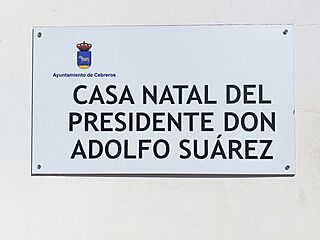 Ayuntamiento de Cebreros
CASA NATAL DEL
PRESIDENTE DON
ADOLFO SUÁREZ